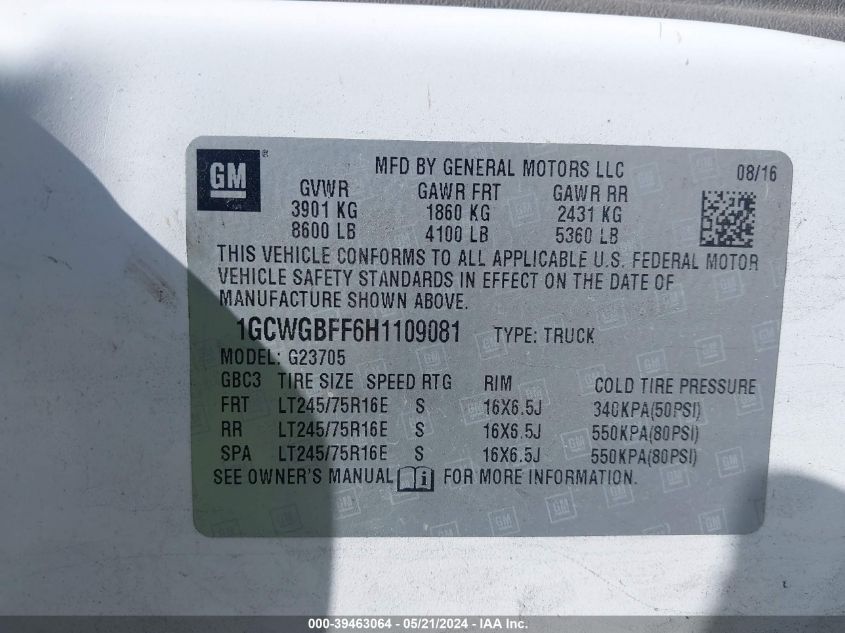 GM ® MFD BY GENERAL MOTORS LLC 08/16
GVWR GAWR FRT GAWR RR
3901 KG 1860 KG 2431 KG
8600 LB 4100 LB 5360 LB
THIS VEHICLE CONFORMS TO ALL APPLICABLE U.S. FEDERAL MOTOR
VEHICLE SAFETY STANDARDS IN EFFECT ON THE DATE OF
MANUFACTURE SHOWN ABOVE.
1GCWGBFF6H1109081 TYPE: TRUCK
MODEL: G23705
GBC3 TIRE SIZE SPEED RTG RIM COLD TIRE PRESSURE
FRT LT245/75R16E S 16X6.5J 340KPA(50PSI)
RR LT245/75R16E S 16X6.5J 550KPA(80PSI)
SPA LT245/75R16E S 16X6.5J 550KPA(80PSI)
SEE OWNER'S MANUAL i FOR MORE INFORMATION.
000-39463064 - 05/21/2024 - IAA Inc.